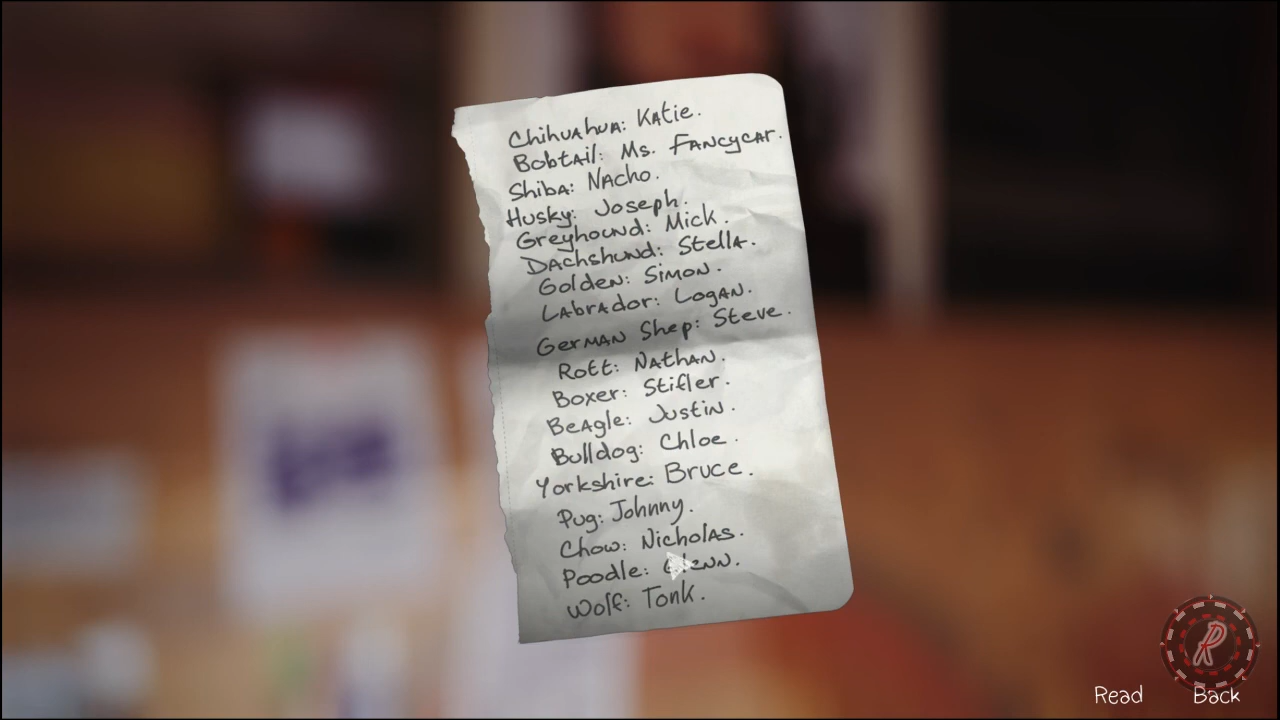 Chihuahua: Katie.
Bobtail: Ms. Fancycar.
Shiba: Nacho.
Husky: Joseph.
Greyhound: Mick.
Dachshund: Stella.
Golden: Simon.
Labrador: Logan.
German Shep: Steve.
Rott: Nathan.
Boxer: Stifler.
Beagle: Justin.
Bulldog: Chloe.
Yorkshire: Bruce.
Pug: Johnny.
Chow: Nicholas.
Poodle:
Wolf: Tonk.
Read Back